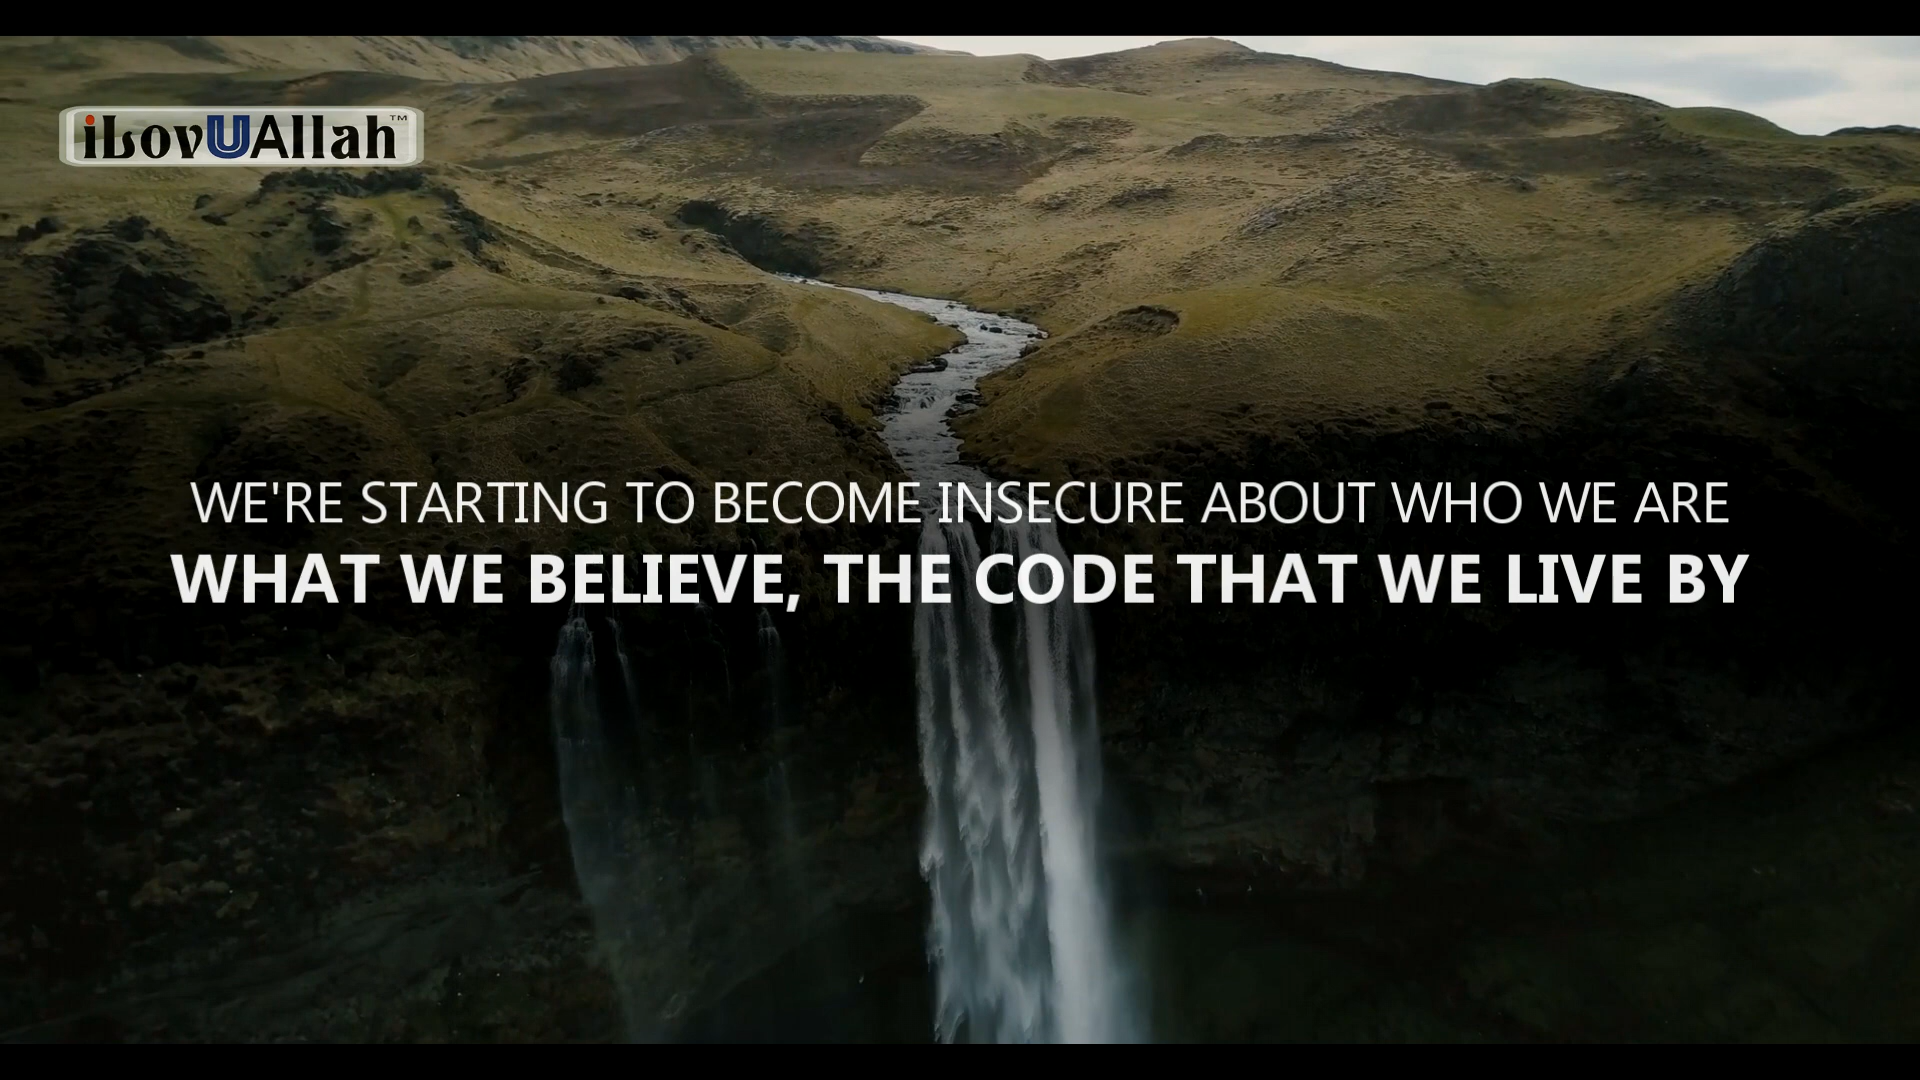 iLovUAllah™
WE'RE STARTING TO BECOME INSECURE ABOUT WHO WE ARE
WHAT WE BELIEVE, THE CODE THAT WE LIVE BY